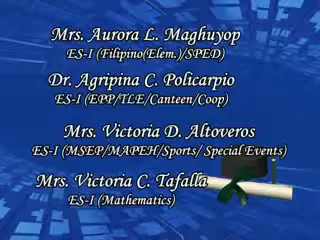 Mrs. Aurora L. Maghuyop
ES-I (Filipino(Elem.)/SPED)
Dr. Agripina C. Policarpio
ES-I (EPP/TLE/Canteen/Coop)
Mrs. Victoria D. Altoveros
ES-I (MSEP/MAPEH/Sports/ Special Events)
Mrs. Victoria C. Tafalla
ES-I (Mathematics)